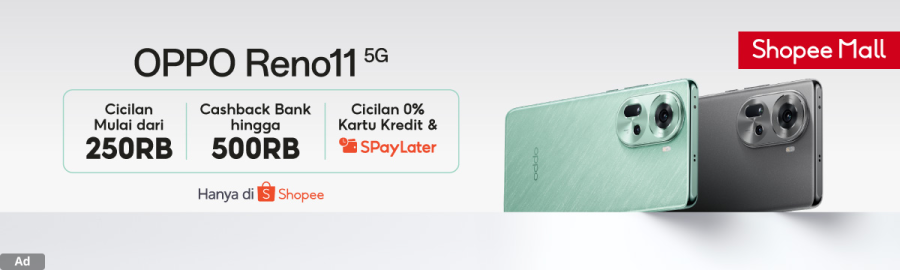 OPPO Reno11 5G
Shopee Mall
Cicilan
Mulai dari
250RB
Cashback Bank
hingga
500RB
Cicilan 0%
Kartu Kredit &
SPayLater
Hanya di Shopee
oppo
Ad